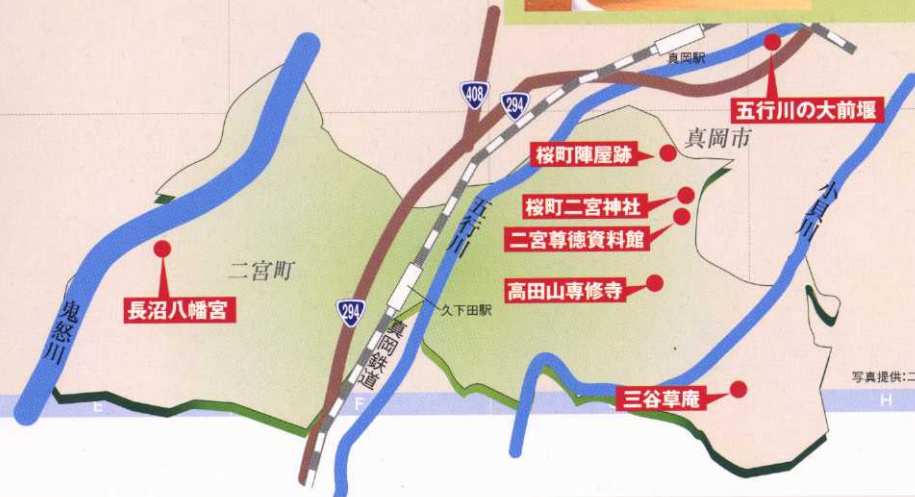 真岡駅
408
294
五行川の大前堰
真岡市
桜町陣屋跡
小貝川
桜町二宮神社
五行川
二宮尊徳資料館
二宮町
高田山専修寺
長沼八幡宮
294
久下田駅
鬼怒川
真岡鉄道
写真提供:二
三谷草庵
E
F
H